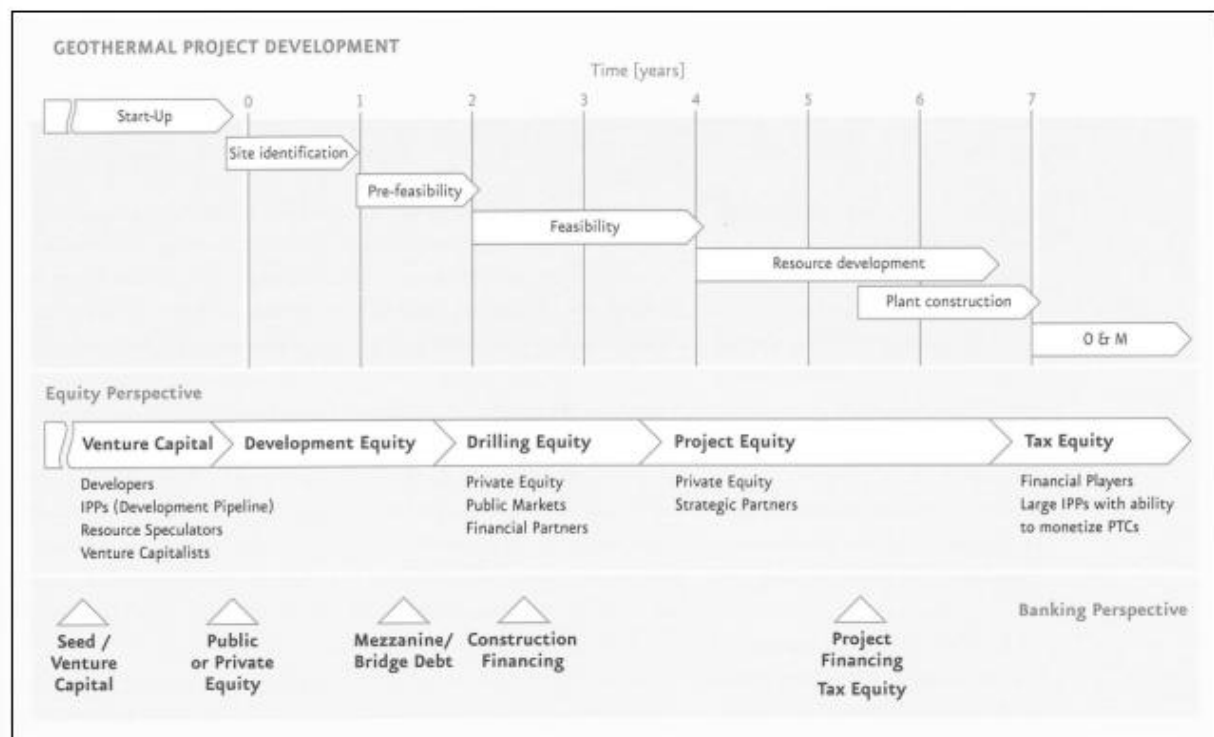 GEOTHERMAL PROJECT DEVELOPMENT
Time [years]
0 1 2 3 4 5 6 7
Start-Up
Site identification
Pre-feasibility
Feasibility
Resource development
Plant construction
O & M
Equity Perspective
Venture Capital
Development Equity
Drilling Equity
Project Equity
Tax Equity
Developers
IPPs (Development Pipeline)
Resource Speculators
Venture Capitalists
Private Equity
Public Markets
Financial Partners
Private Equity
Strategic Partners
Financial Players
Large IPPs with ability
to monetize PTCs
Banking Perspective
Seed /
Venture
Capital
Public
or Private
Equity
Mezzanine/
Bridge Debt
Construction
Financing
Project
Financing
Tax Equity